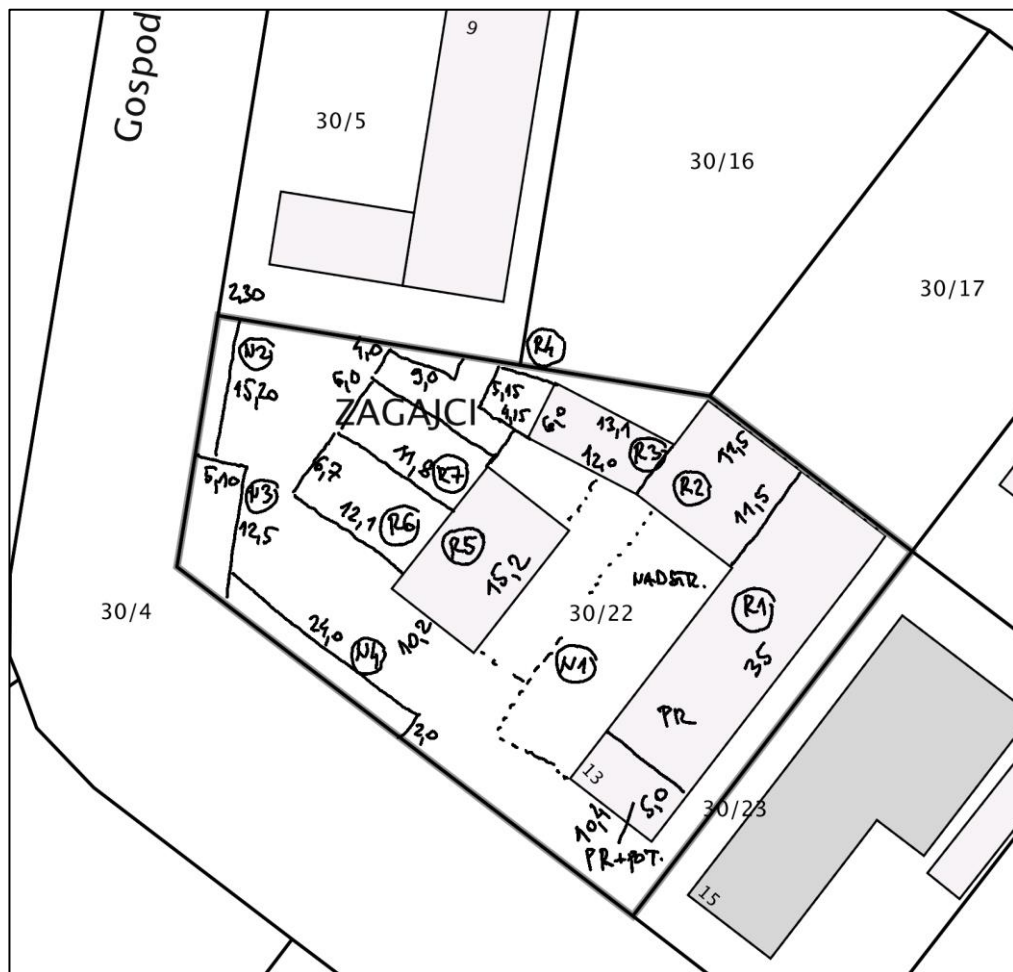 9
Gospod
30/5
30/16
30/17
2,30
R4
N2
4,0
15,20
6,0
9,0
5,15
4,15
6,0
13,1
11,5
ZAGAJCI
12,0
R3
R2
11,5
6,7
11,8
R7
5,10
N3
12,5
12,1
R6
R5
15,2
NADSTR.
R1
30/4
30/22
35
24,0
N4
10,2
N1
PR
2,0
13
5,0
30/23
10,4
PR+POT.
15